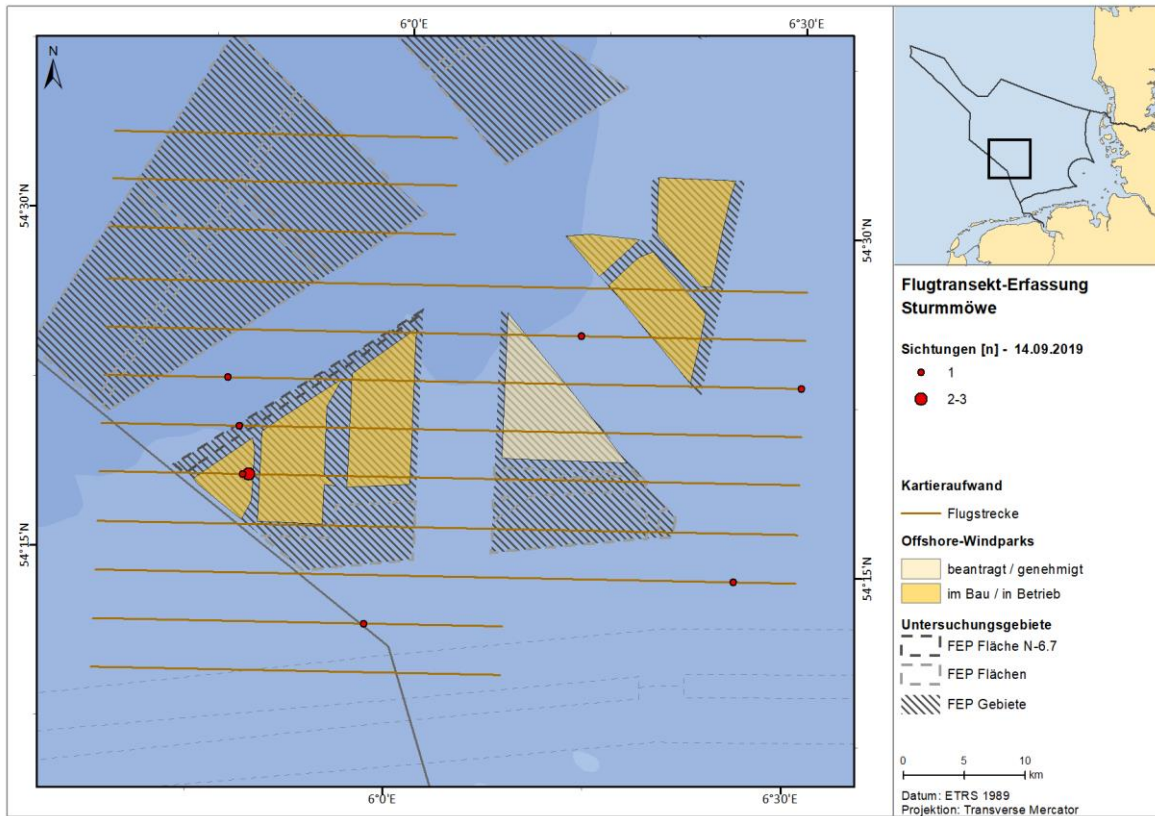 6°0'E
6°30'E
N
54°30'N
54°30'N
54°15'N
54°15'N
6°0'E
6°30'E
Flugtransekt-Erfassung
Sturmmöwe
Sichtungen [n] - 14.09.2019
1
2-3
Kartieraufwand
Flugstrecke
Offshore-Windparks
beantragt / genehmigt
im Bau / in Betrieb
Untersuchungsgebiete
FEP Fläche N-6.7
FEP Flächen
FEP Gebiete
0 5 10
km
Datum: ETRS 1989
Projektion: Transverse Mercator